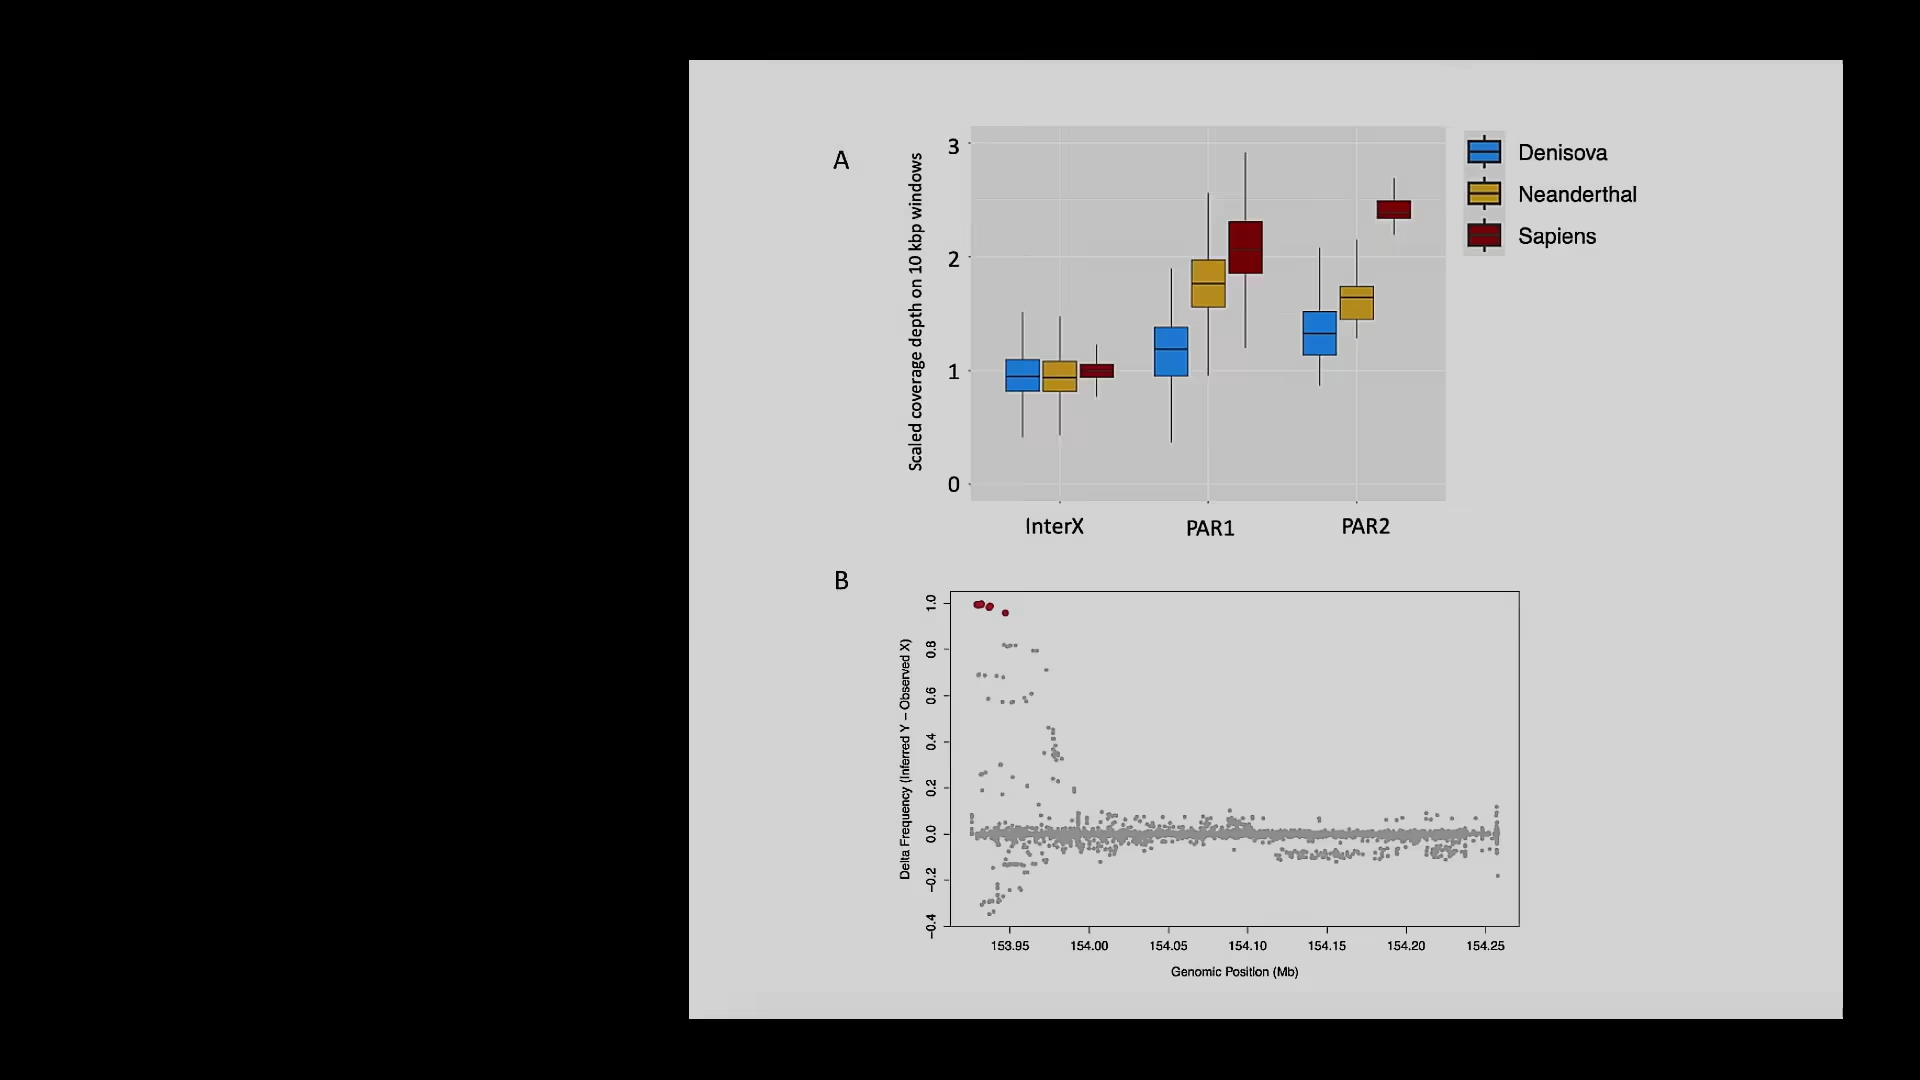 A
Scaled coverage depth on 10 kbp windows
3
2
1
0
InterX
PAR1
PAR2
Denisova
Neanderthal
Sapiens
B
Delta Frequency (Inferred Y – Observed X)
1.0
0.8
0.6
0.4
0.2
0.0
−0.2
−0.4
153.95 154.00 154.05 154.10 154.15 154.20 154.25
Genomic Position (Mb)